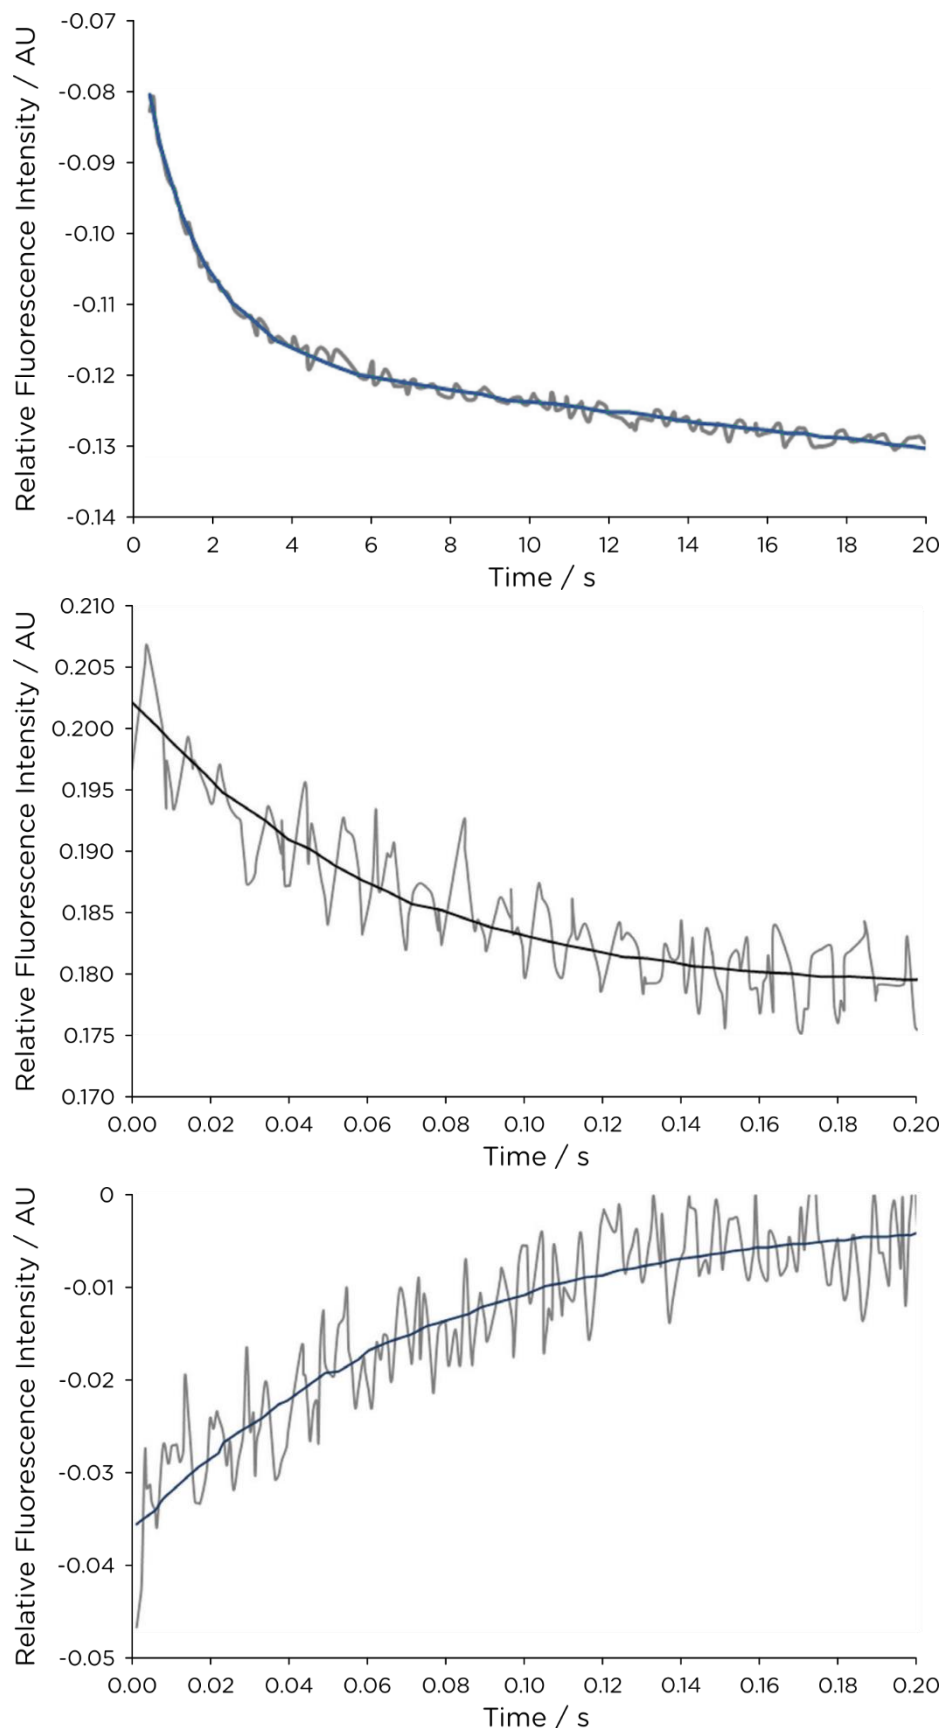 Relative Fluorescence Intensity / AU
-0.07
-0.08
-0.09
-0.10
-0.11
-0.12
-0.13
-0.14
0 2 4 6 8 10 12 14 16 18 20
Time / s
Relative Fluorescence Intensity / AU
0.210
0.205
0.200
0.195
0.190
0.185
0.180
0.175
0.170
0.00 0.02 0.04 0.06 0.08 0.10 0.12 0.14 0.16 0.18 0.20
Time / s
Relative Fluorescence Intensity / AU
0
-0.01
-0.02
-0.03
-0.04
-0.05
0.00 0.02 0.04 0.06 0.08 0.10 0.12 0.14 0.16 0.18 0.20
Time / s